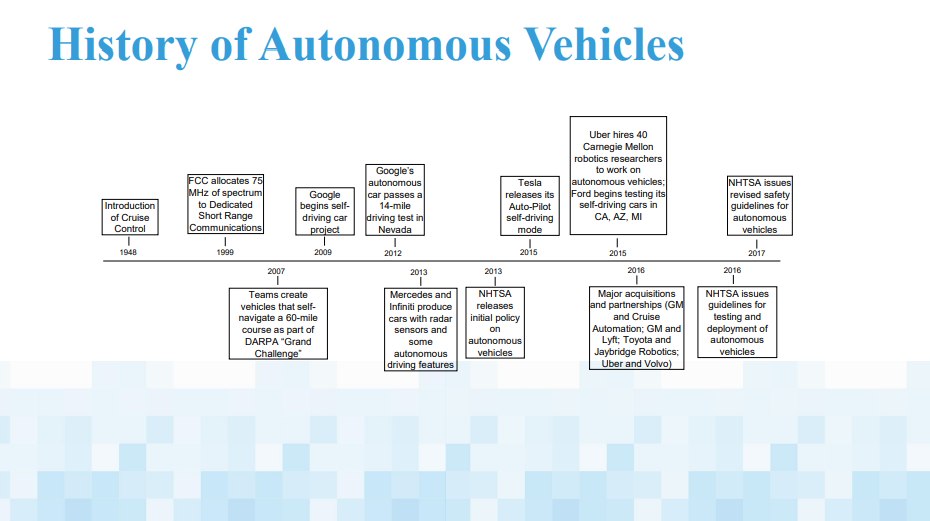 History of Autonomous Vehicles
Introduction
of Cruise
Control
1948
FCC allocates 75
MHz of spectrum
to Dedicated
Short Range
Communications
1999
Google
begins self-
driving car
project
2009
Google's
autonomous
car passes a
14-mile
driving test in
Nevada
2012
Tesla
releases its
Auto-Pilot
self-driving
mode
2015
Uber hires 40
Carnegie Mellon
robotics researchers
to work on
autonomous vehicles;
Ford begins testing its
self-driving cars in
CA, AZ, MI
2015
NHTSA issues
revised safety
guidelines for
autonomous
vehicles
2017
2007
Teams create
vehicles that self-
navigate a 60-mile
course as part of
DARPA “Grand
Challenge”
2013
Mercedes and
Infiniti produce
cars with radar
sensors and
some
autonomous
driving features
2013
NHTSA
releases
initial policy
on
autonomous
vehicles
2016
Major acquisitions
and partnerships (GM
and Cruise
Automation; GM and
Lyft; Toyota and
Jaybridge Robotics;
Uber and Volvo)
2016
NHTSA issues
guidelines for
testing and
deployment of
autonomous
vehicles